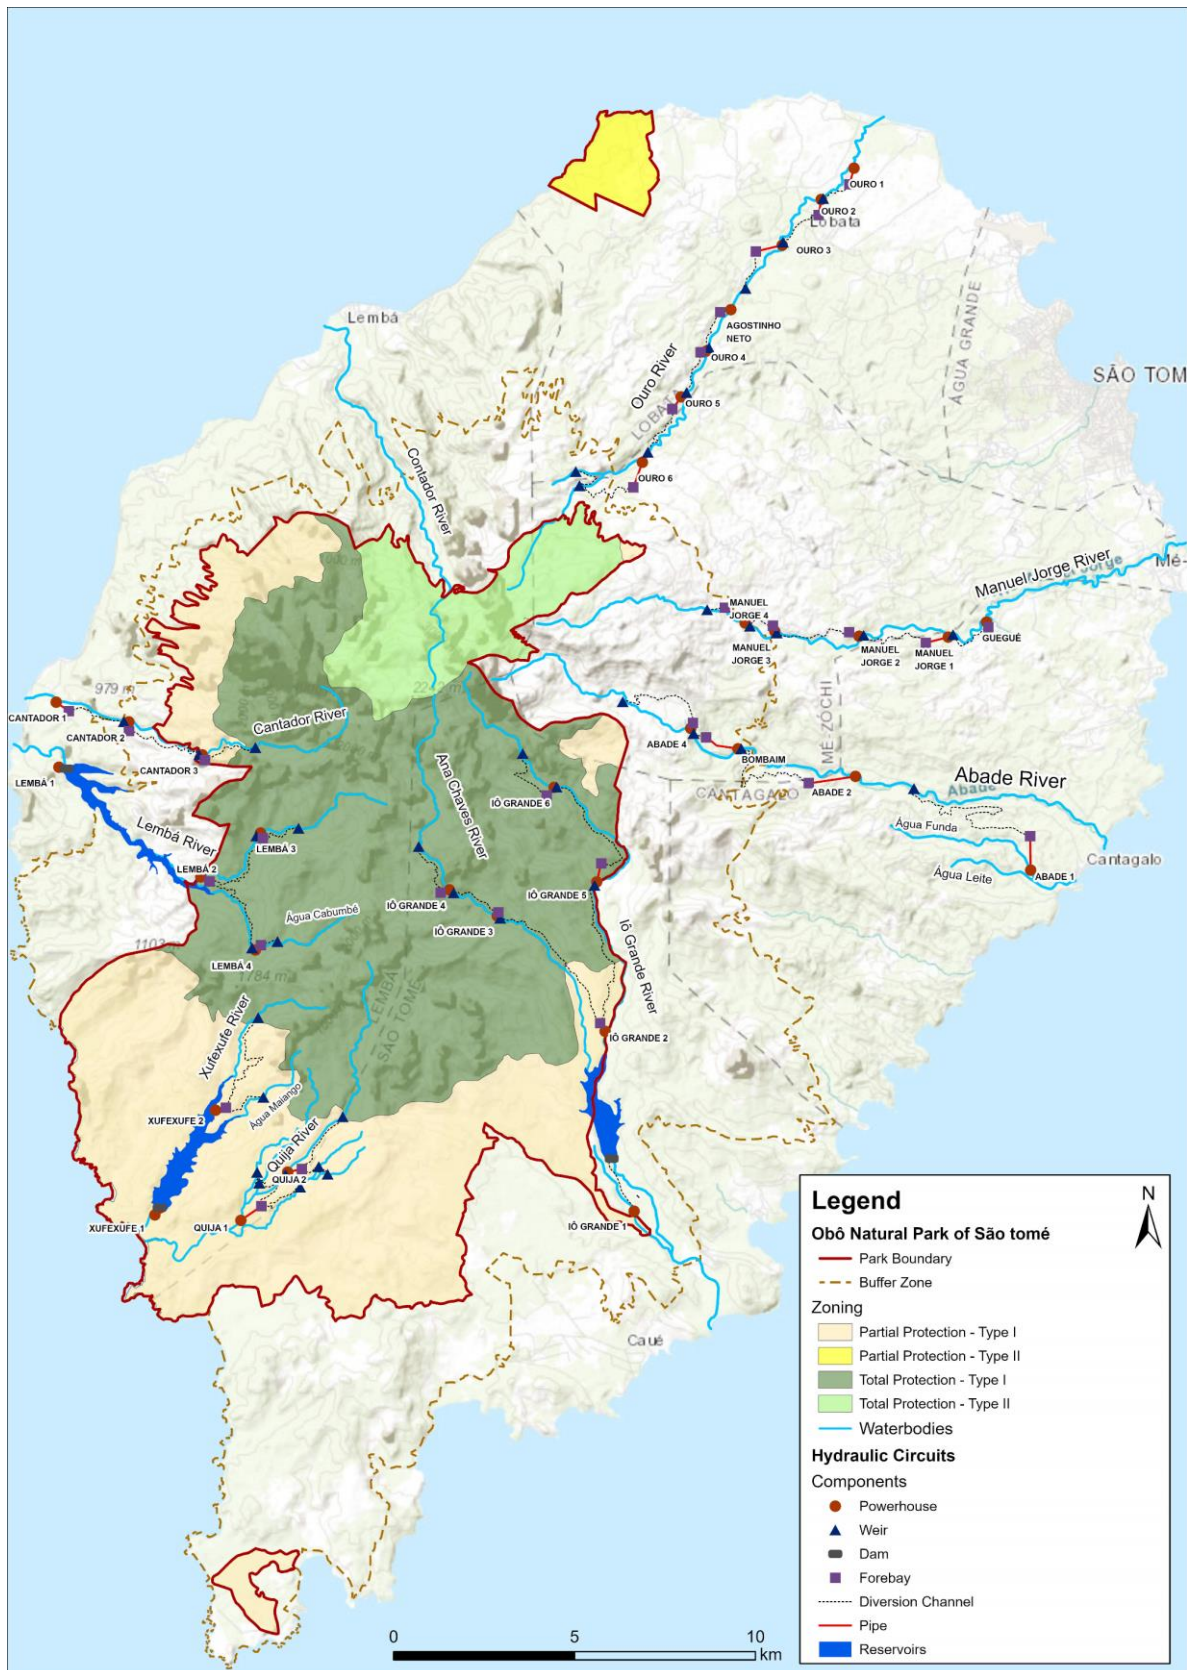 Lembá
Lobata
OURO 1
OURO 2
OURO 3
AGOSTINHO
NETO
OURO 4
OURO 5
OURO 6
Ouro River
LOBATA
ÁGUA GRANDE
SÃO TOM
Contador River
Manuel Jorge River
Mé-
MANUEL
JORGE 4
MANUEL
JORGE 3
MANUEL
JORGE 2
MANUEL
JORGE 1
GUEGUÉ
MÉ-ZÓCHI
979 m
CANTADOR 1
CANTADOR 2
CANTADOR 3
Cantador River
LEMBÁ 1
Lembá River
LEMBÁ 2
LEMBÁ 3
LEMBÁ 4
Água Cabumbé
1784 m
Ana Chaves River
IÔ GRANDE 6
IÔ GRANDE 5
IÔ GRANDE 4
IÔ GRANDE 3
Iô Grande River
IÔ GRANDE 2
IÔ GRANDE 1
ABADE 4
BOMBAIM
CANTAGALO
ABADE 2
Abade River
Abade
Água Funda
Água Leite
ABADE 1
Cantagalo
LEMBÁ
SÃO TOMÉ
Xufexufe River
XUFEXUFE 2
Água Maiango
Quija River
QUIJA 2
QUIJA 1
XUFEXUFE 1
Caué
Legend
N
Obô Natural Park of São tomé
Park Boundary
Buffer Zone
Zoning
Partial Protection - Type I
Partial Protection - Type II
Total Protection - Type I
Total Protection - Type II
Waterbodies
Hydraulic Circuits
Components
Powerhouse
Weir
Dam
Forebay
Diversion Channel
Pipe
Reservoirs
0 5 10
km